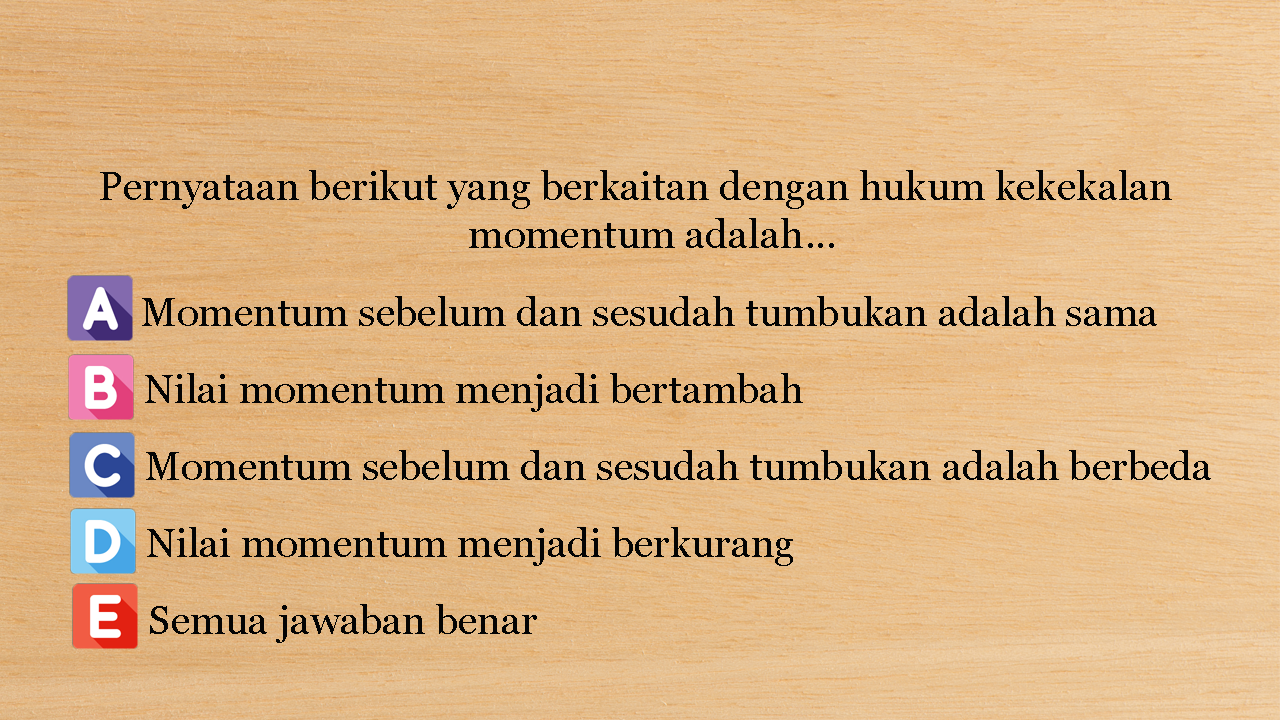 Pernyataan berikut yang berkaitan dengan hukum kekekalan
momentum adalah...
A Momentum sebelum dan sesudah tumbukan adalah sama
B Nilai momentum menjadi bertambah
C Momentum sebelum dan sesudah tumbukan adalah berbeda
D Nilai momentum menjadi berkurang
E Semua jawaban benar